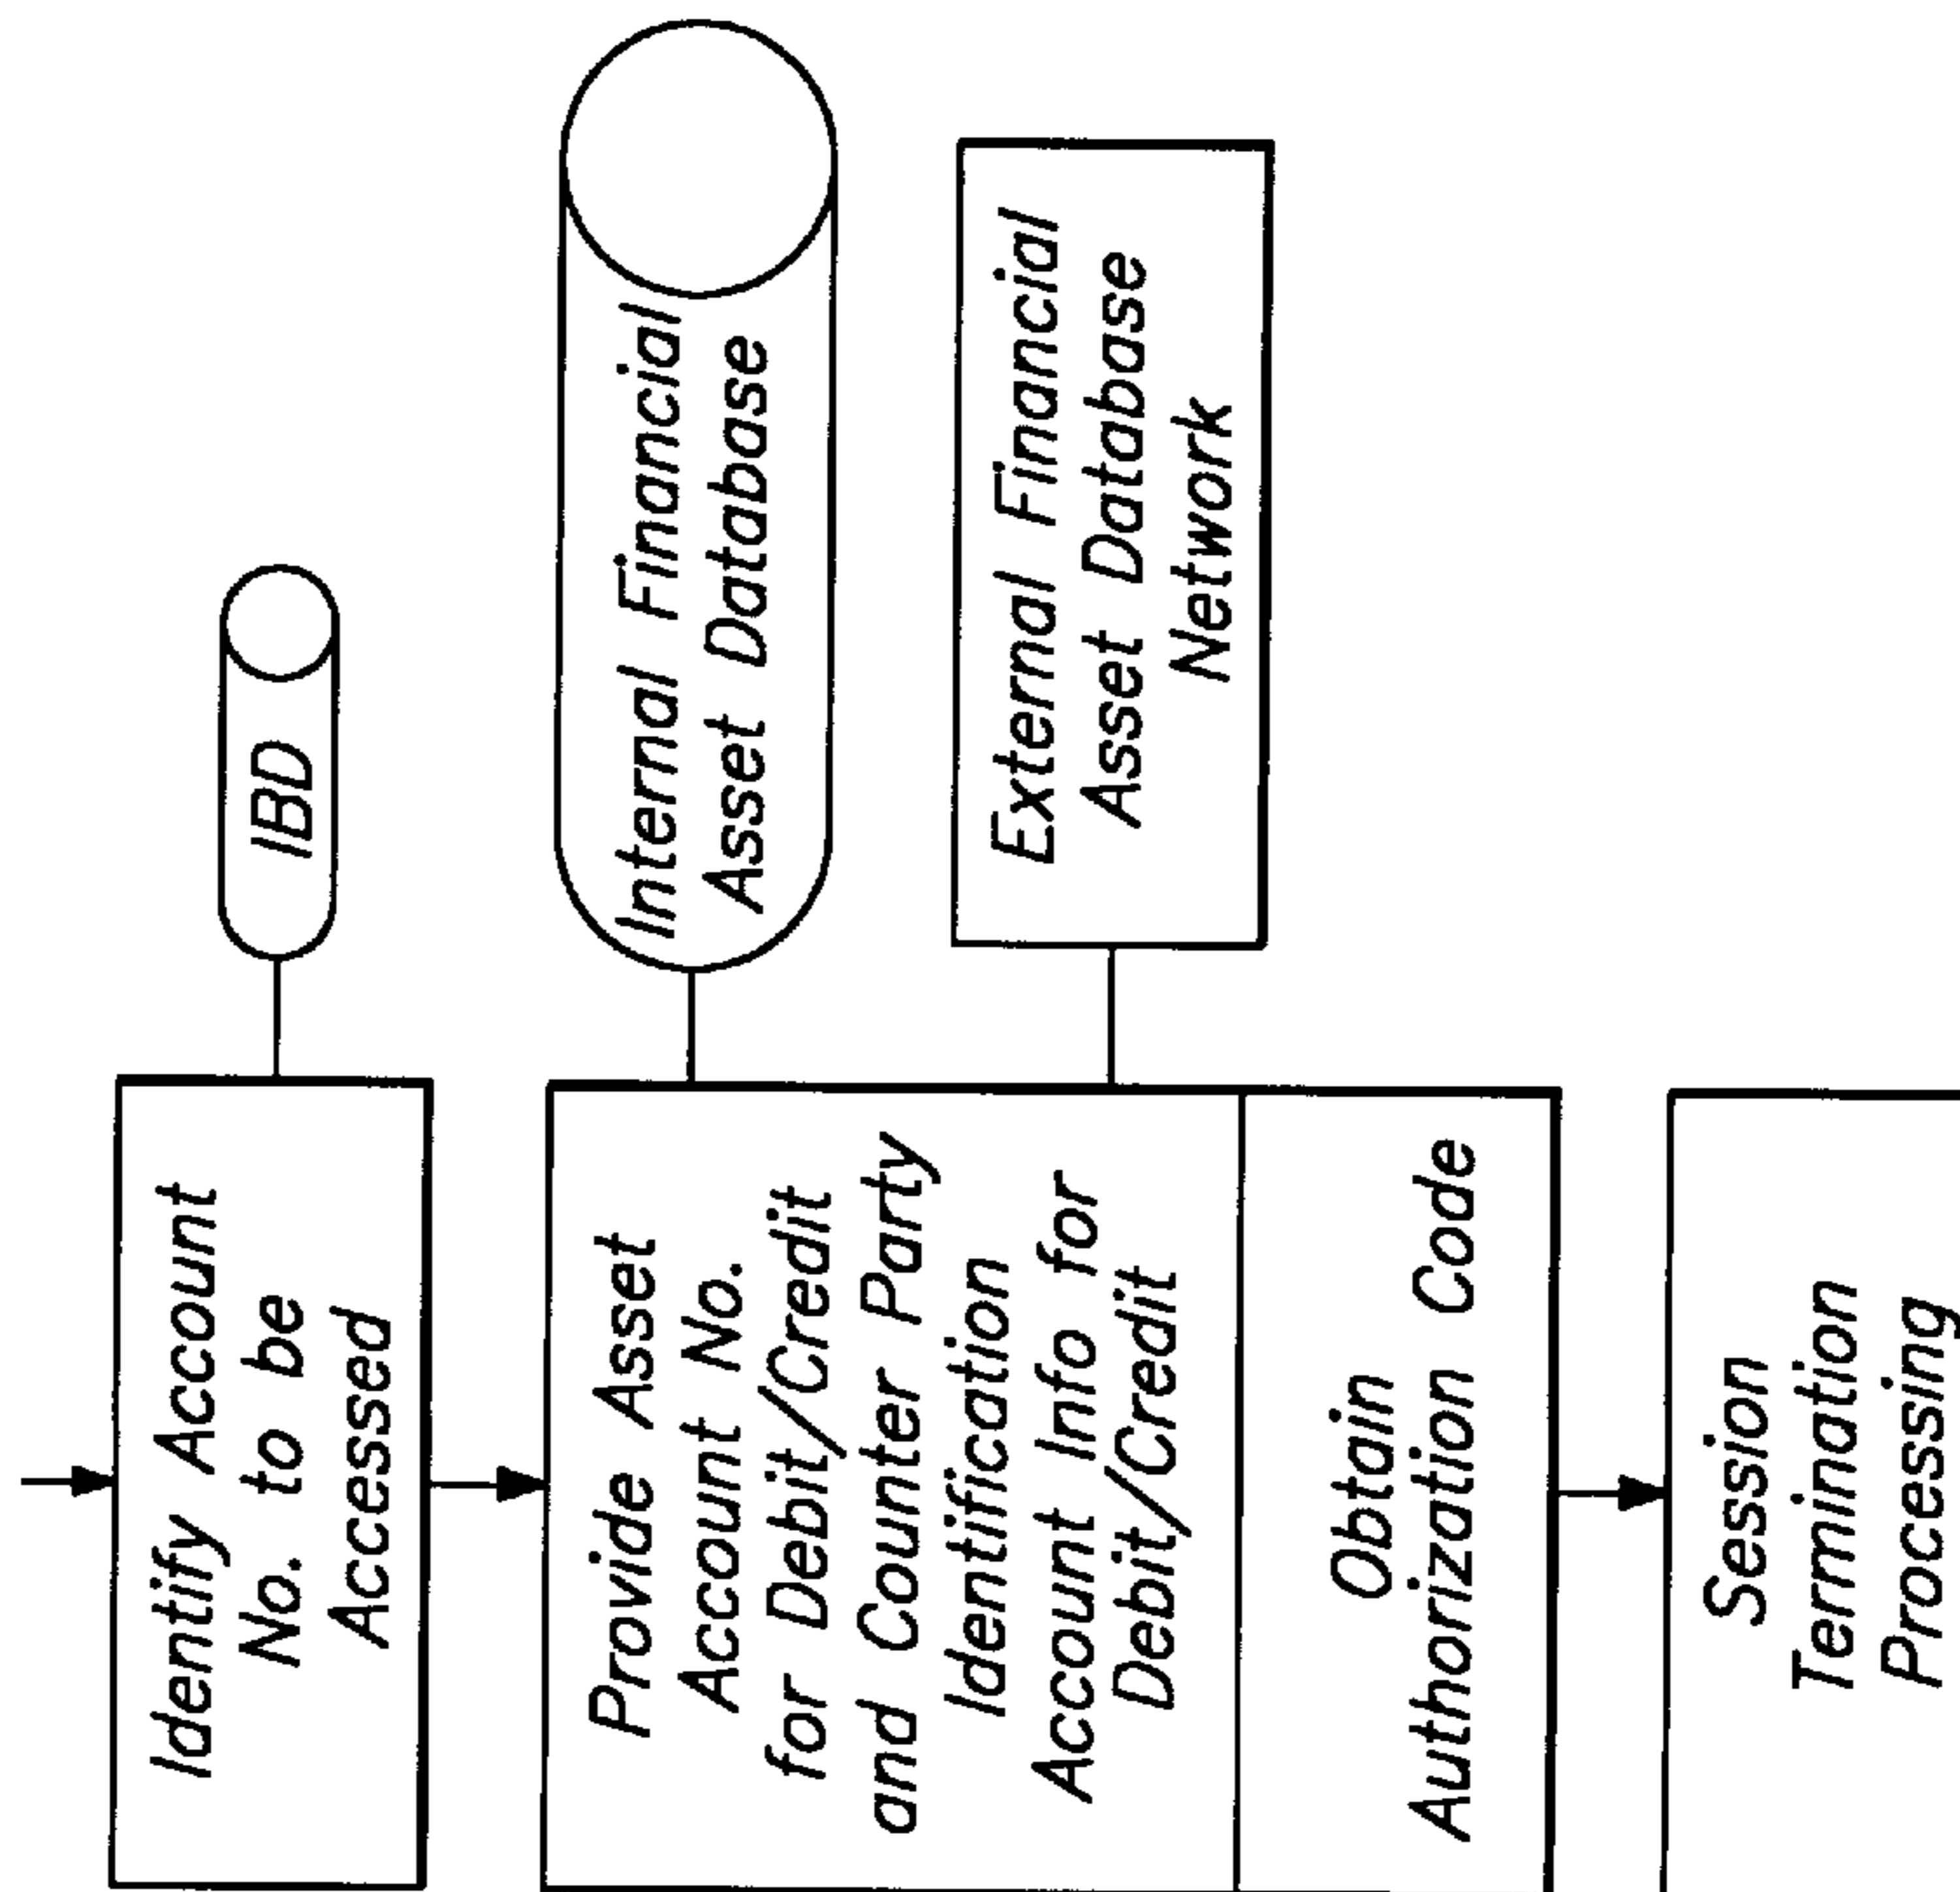 Identify Account
No. to be
Accessed
IBD
Provide Asset
Account No.
for Debit/Credit
and Counter Party
Identification
Account Info for
Debit/Credit
Internal Financial
Asset Database
External Financial
Asset Database
Network
Obtain
Authorization Code
Session
Termination
Processing